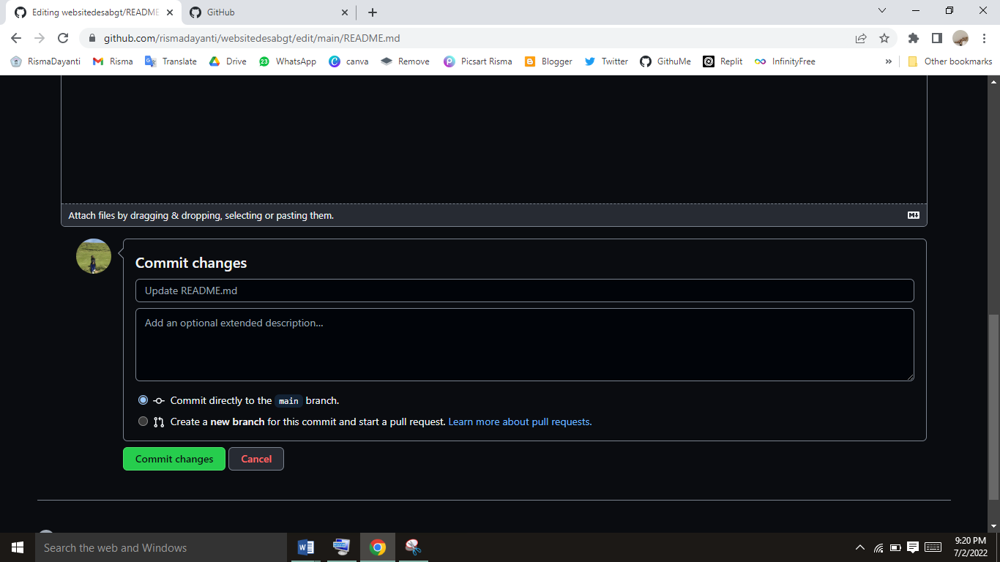 Editing websitedesabgt/README
GitHub
github.com/rismadayanti/websitedesabgt/edit/main/README.md
RismaDayanti
Risma
Translate
Drive
23
WhatsApp
canva
Remove
Picsart Risma
Blogger
Twitter
GithuMe
Replit
InfinityFree
»
Other bookmarks
Attach files by dragging & dropping, selecting or pasting them.
Commit changes
Update README.md
Add an optional extended description...
Commit directly to the main branch.
Create a new branch for this commit and start a pull request. Learn more about pull requests.
Commit changes
Cancel
Search the web and Windows
9:20 PM
7/2/2022